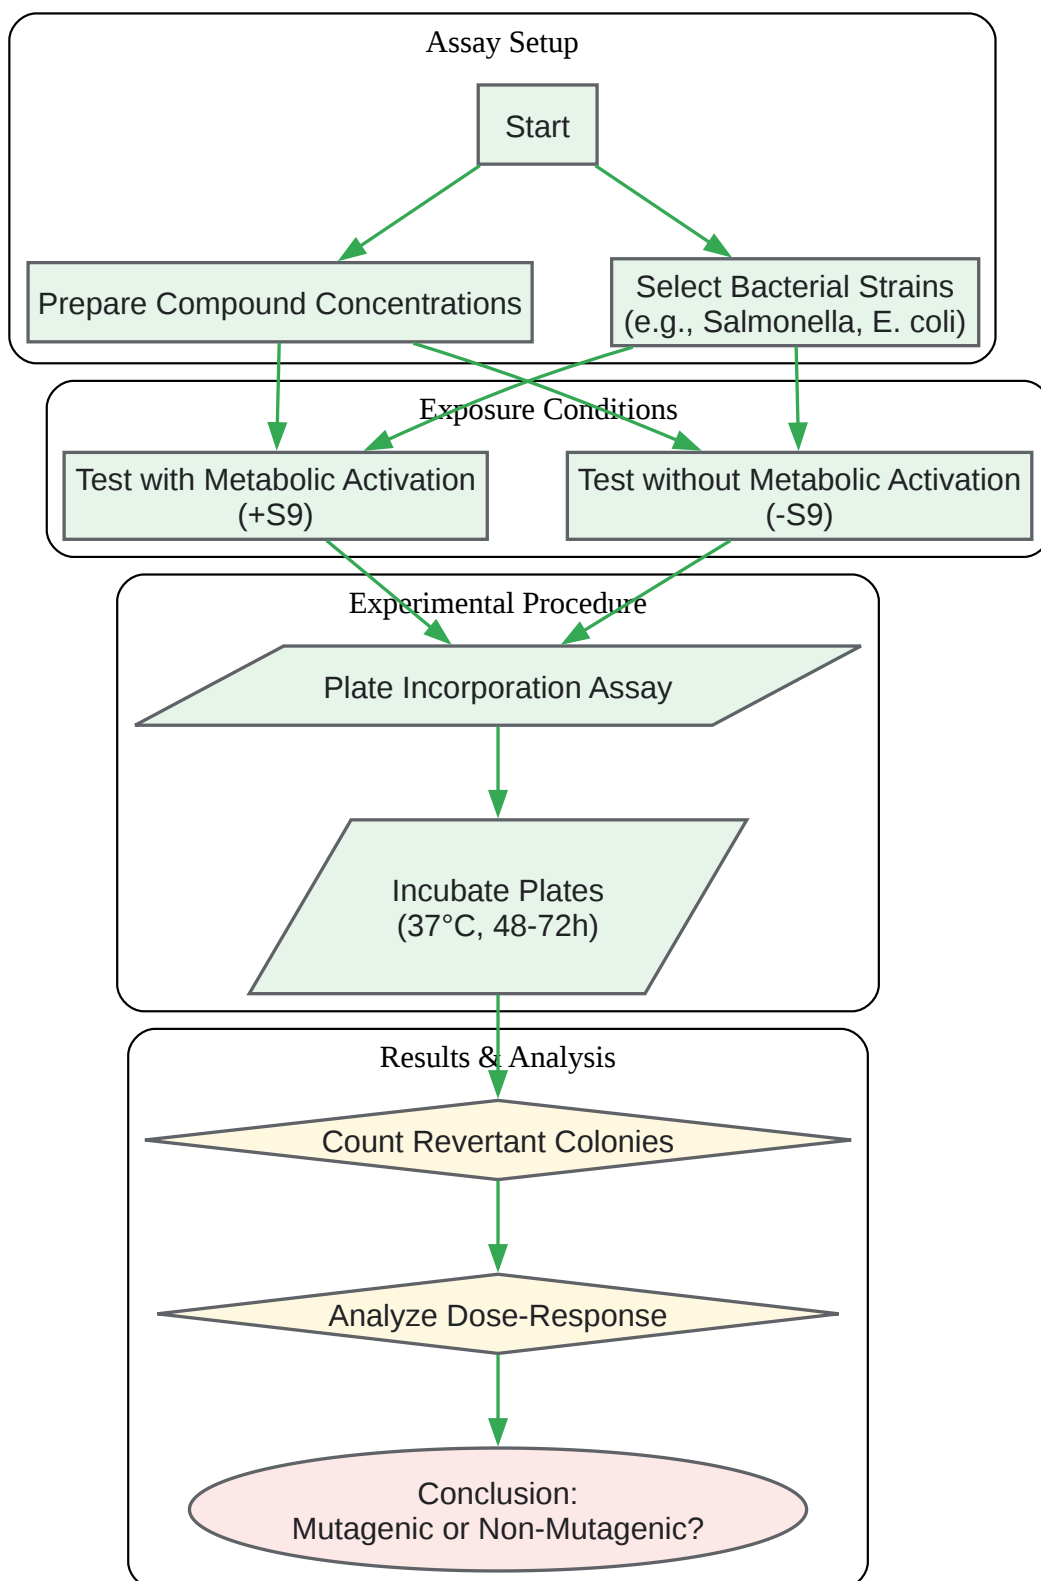 Assay Setup
Start
Prepare Compound Concentrations
Select Bacterial Strains
(e.g., Salmonella, E. coli)
Exposure Conditions
Test with Metabolic Activation
(+S9)
Test without Metabolic Activation
(-S9)
Experimental Procedure
Plate Incorporation Assay
Incubate Plates
(37°C, 48-72h)
Results & Analysis
Count Revertant Colonies
Analyze Dose-Response
Conclusion:
Mutagenic or Non-Mutagenic?